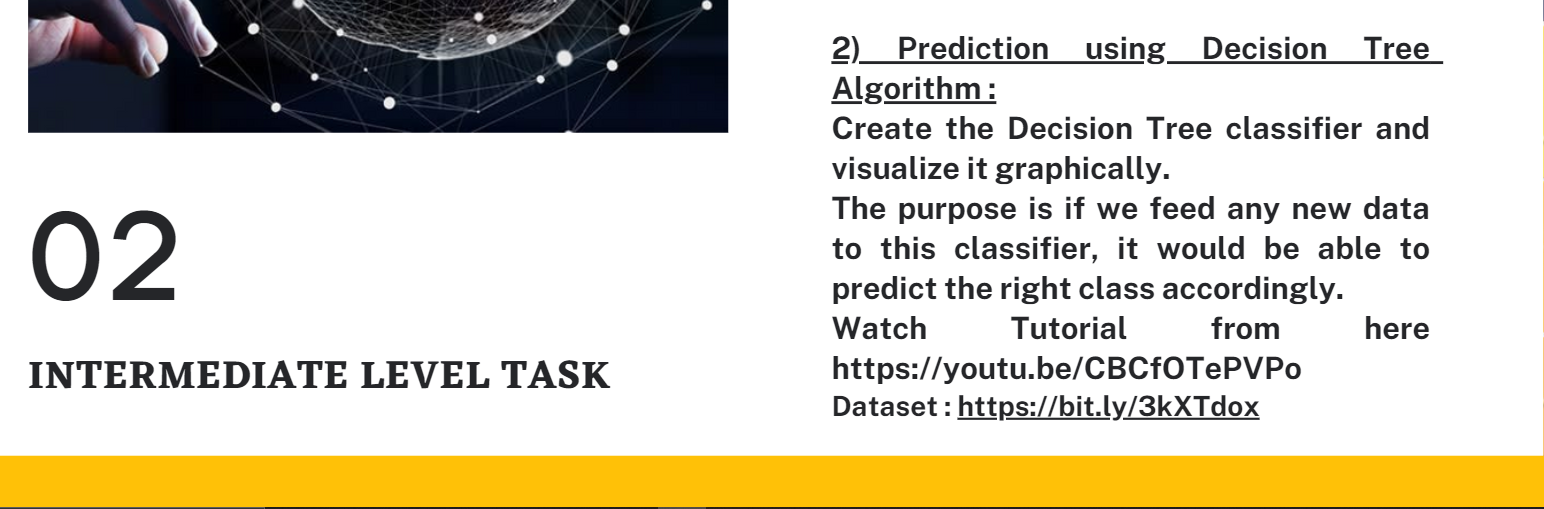 02
INTERMEDIATE LEVEL TASK
2) Prediction using Decision Tree
Algorithm :
Create the Decision Tree classifier and
visualize it graphically.
The purpose is if we feed any new data
to this classifier, it would be able to
predict the right class accordingly.
Watch Tutorial from here
https://youtu.be/CBCfOTePVPo
Dataset : https://bit.ly/3kXTdox